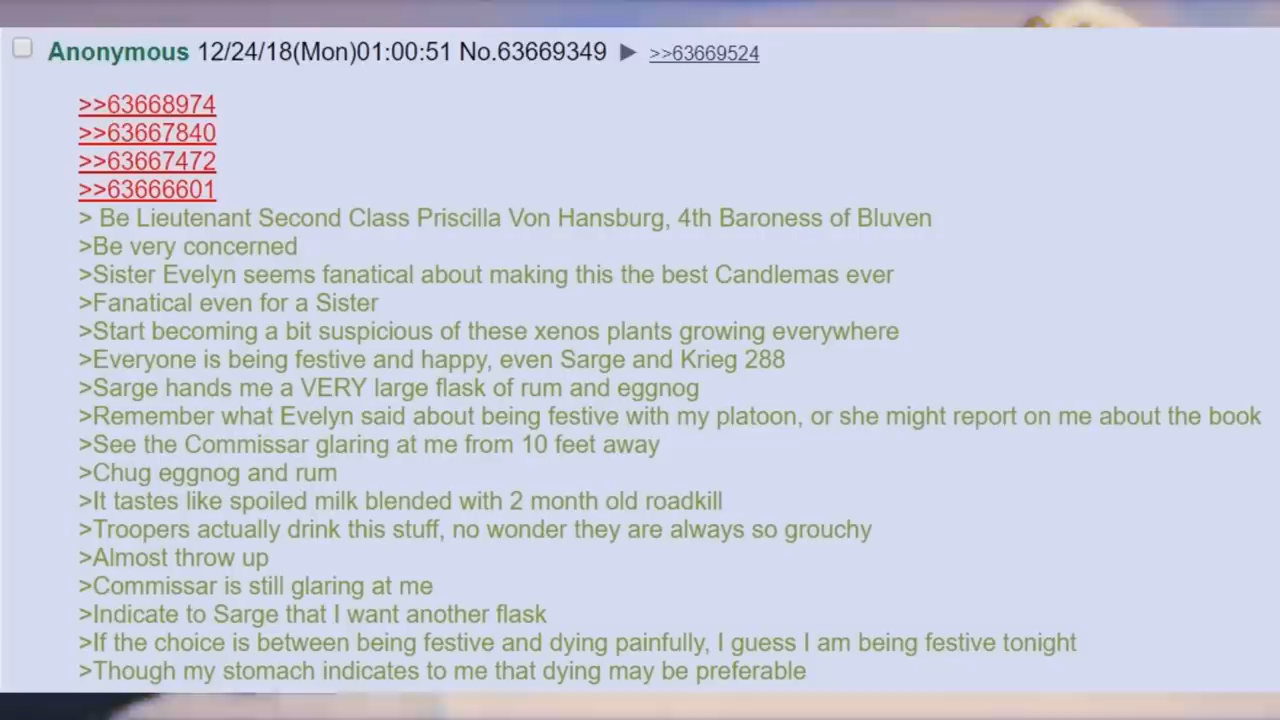 Anonymous 12/24/18(Mon)01:00:51 No.63669349 ▶ >>63669524
>>63668974
>>63667840
>>63667472
>>63666601
> Be Lieutenant Second Class Priscilla Von Hansburg, 4th Baroness of Bluven
>Be very concerned
>Sister Evelyn seems fanatical about making this the best Candlemas ever
>Fanatical even for a Sister
>Start becoming a bit suspicious of these xenos plants growing everywhere
>Everyone is being festive and happy, even Sarge and Krieg 288
>Sarge hands me a VERY large flask of rum and eggnog
>Remember what Evelyn said about being festive with my platoon, or she might report on me about the book
>See the Commissar glaring at me from 10 feet away
>Chug eggnog and rum
>It tastes like spoiled milk blended with 2 month old roadkill
>Troopers actually drink this stuff, no wonder they are always so grouchy
>Almost throw up
>Commissar is still glaring at me
>Indicate to Sarge that I want another flask
>If the choice is between being festive and dying painfully, I guess I am being festive tonight
>Though my stomach indicates to me that dying may be preferable